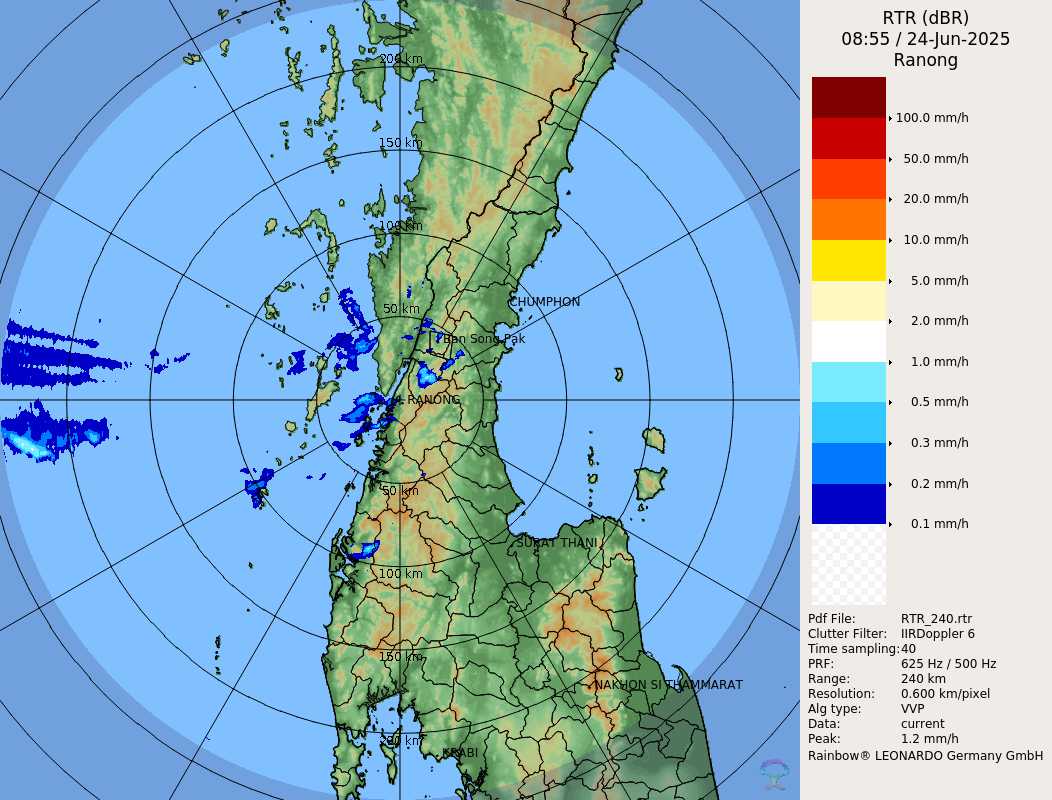 RTR (dBR)
08:55 / 24-Jun-2025
Ranong
100.0 mm/h
50.0 mm/h
20.0 mm/h
10.0 mm/h
5.0 mm/h
2.0 mm/h
1.0 mm/h
0.5 mm/h
0.3 mm/h
0.2 mm/h
0.1 mm/h
Pdf File: RTR_240.rtr
Clutter Filter: IIRDoppler 6
Time sampling:40
PRF: 625 Hz / 500 Hz
Range: 240 km
Resolution: 0.600 km/pixel
Alg type: VVP
Data: current
Peak: 1.2 mm/h
Rainbow® LEONARDO Germany GmbH
200 km
150 km
100 km
CHUMPHON
50 km
Ban Song Pak
RANONG
50 km
SURAT THANI
100 km
150 km
NAKHON SI THAMMARAT
200 km
KRABI